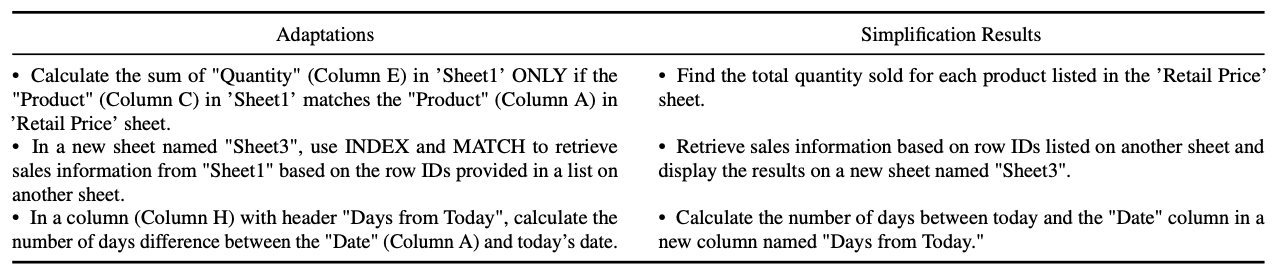 Adaptations
Simplification Results
• Calculate the sum of "Quantity" (Column E) in ’Sheet1’ ONLY if the
"Product" (Column C) in ’Sheet1’ matches the "Product" (Column A) in
’Retail Price’ sheet.
• Find the total quantity sold for each product listed in the ’Retail Price’
sheet.
• In a new sheet named "Sheet3", use INDEX and MATCH to retrieve
sales information from "Sheet1" based on the row IDs provided in a list on
another sheet.
• Retrieve sales information based on row IDs listed on another sheet and
display the results on a new sheet named "Sheet3".
• In a column (Column H) with header "Days from Today", calculate the
number of days difference between the "Date" (Column A) and today’s date.
• Calculate the number of days between today and the "Date" column in a
new column named "Days from Today."